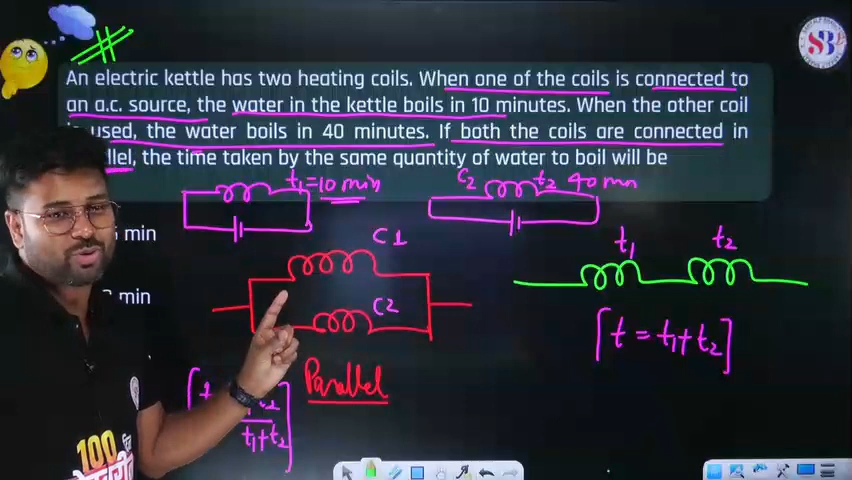 SB
An electric kettle has two heating coils. When one of the coils is connected to
an a.c. source, the water in the kettle boils in 10 minutes. When the other coil
used, the water boils in 40 minutes. If both the coils are connected in
the time taken by the same quantity of water to boil will be
t1 = 10 min
C2 t2 40 mn
min
C1
t1 t2
min
C2
[t = t1 + t2]
Parallel
t1 + t2
100